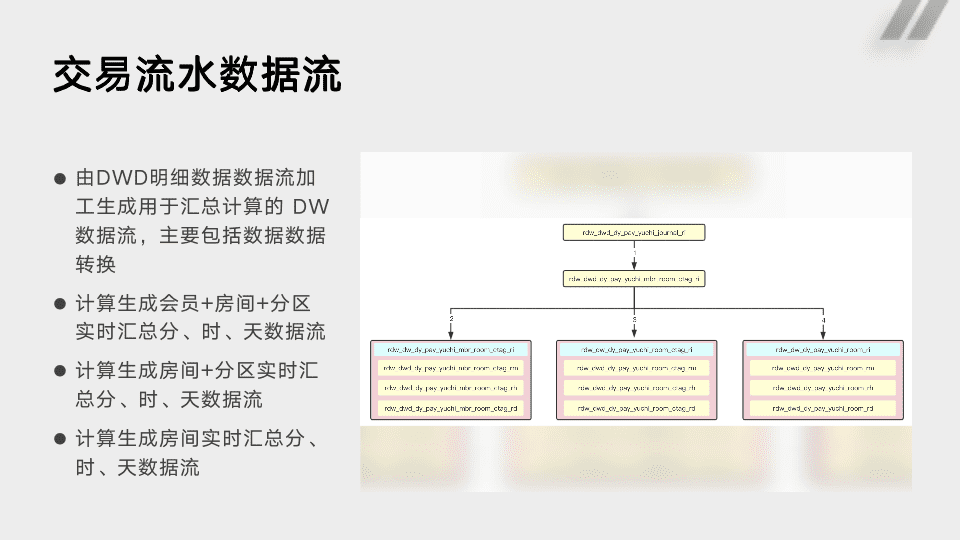 交易流水数据流
● 由DWD明细数据数据流加
工生成用于汇总计算的 DW
数据流，主要包括数据数据
转换
● 计算生成会员+房间+分区
实时汇总分、时、天数据流
● 计算生成房间+分区实时汇
总分、时、天数据流
● 计算生成房间实时汇总分、
时、天数据流
rdw_dwd_dy_pay_yuchi_journal_ri
1
rdw_dwd_dy_pay_yuchi_mbr_room_ctag_ri
2
3
4
rdw_dw_dy_pay_yuchi_mbr_room_ctag_ri
rdw_dwd_dy_pay_yuchi_mbr_room_ctag_rm
rdw_dwd_dy_pay_yuchi_mbr_room_ctag_rh
rdw_dwd_dy_pay_yuchi_mbr_room_ctag_rd
rdw_dw_dy_pay_yuchi_room_ctag_ri
rdw_dwd_dy_pay_yuchi_room_ctag_rm
rdw_dwd_dy_pay_yuchi_room_ctag_rh
rdw_dwd_dy_pay_yuchi_room_ctag_rd
rdw_dw_dy_pay_yuchi_room_ri
rdw_dwd_dy_pay_yuchi_room_rm
rdw_dwd_dy_pay_yuchi_room_rh
rdw_dwd_dy_pay_yuchi_room_rd